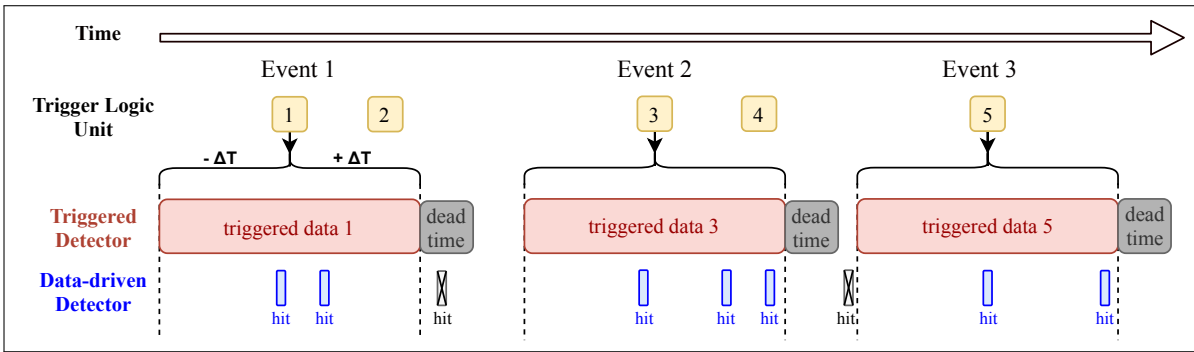 Time
Event 1
Event 2
Event 3
Trigger Logic
Unit
1
2
3
4
5
- ΔT
+ ΔT
Triggered
Detector
triggered data 1
dead
time
triggered data 3
dead
time
triggered data 5
dead
time
Data-driven
Detector
hit
hit
hit
hit
hit
hit
hit
hit
hit